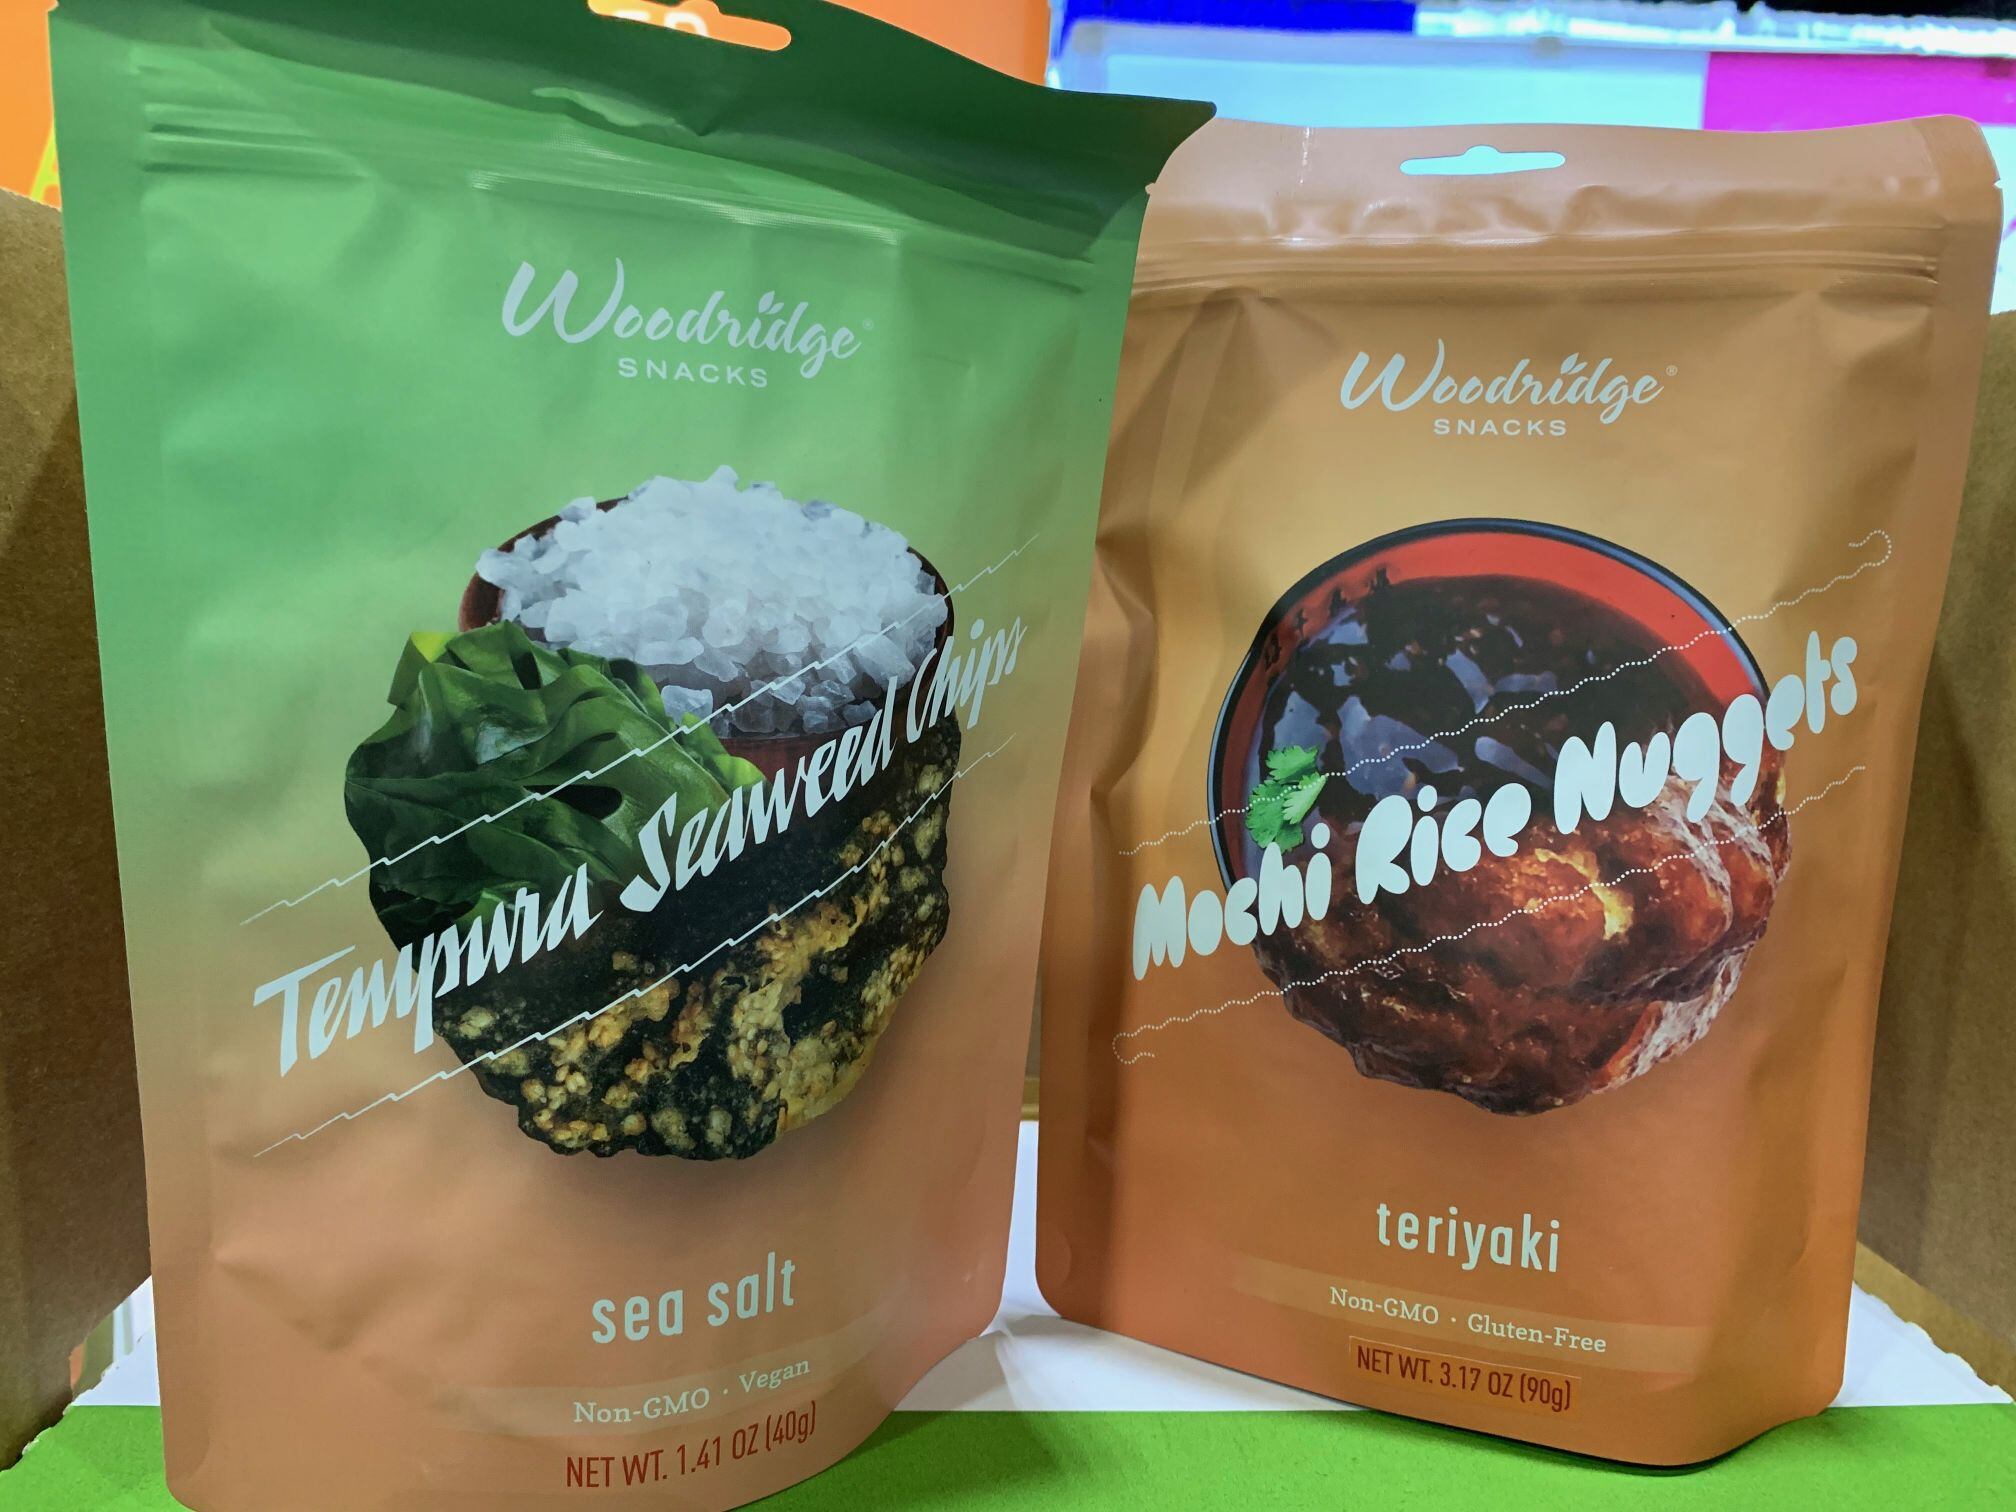 Woodridge®
SNACKS
Tempura Seaweed Chips
sea salt
Non-GMO · Vegan
NET WT. 1.41 OZ (40g)
Woodridge®
SNACKS
Mochi Rice Nuggets
teriyaki
Non-GMO · Gluten-Free
NET WT. 3.17 OZ (90g)